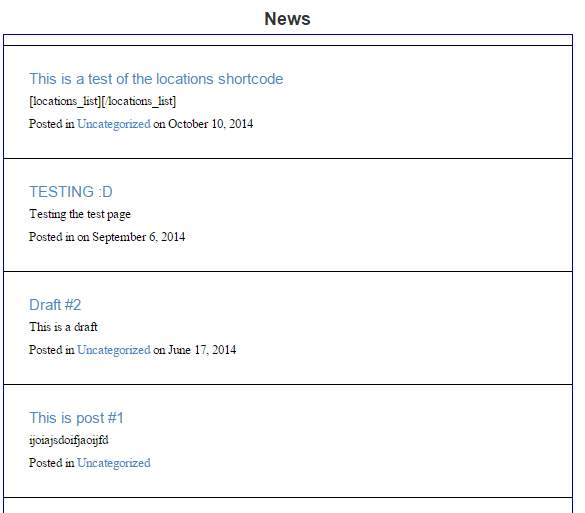 News
This is a test of the locations shortcode
[locations_list][/locations_list]
Posted in Uncategorized on October 10, 2014
TESTING :D
Testing the test page
Posted in on September 6, 2014
Draft #2
This is a draft
Posted in Uncategorized on June 17, 2014
This is post #1
ijoiajsdoifjaoijfd
Posted in Uncategorized